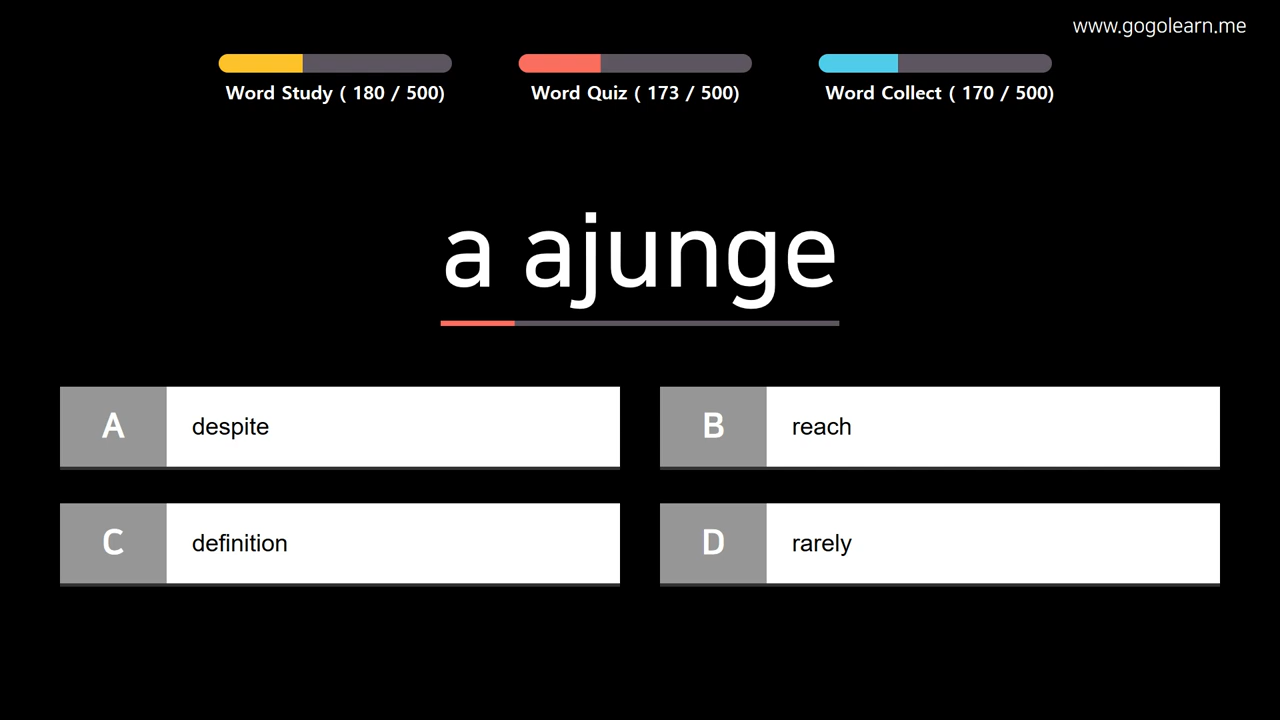 www.gogolearn.me
Word Study ( 180 / 500)
Word Quiz ( 173 / 500)
Word Collect ( 170 / 500)
a ajunge
A despite
B reach
C definition
D rarely